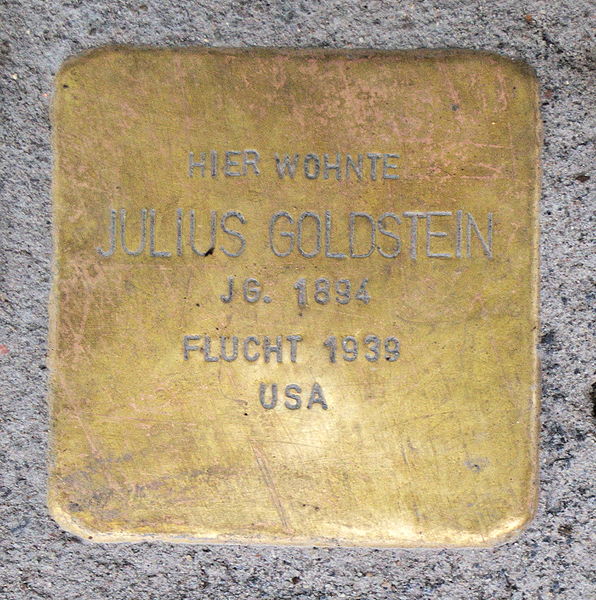 HIER WOHNTE
JULIUS GOLDSTEIN
JG. 1894
FLUCHT 1939
USA